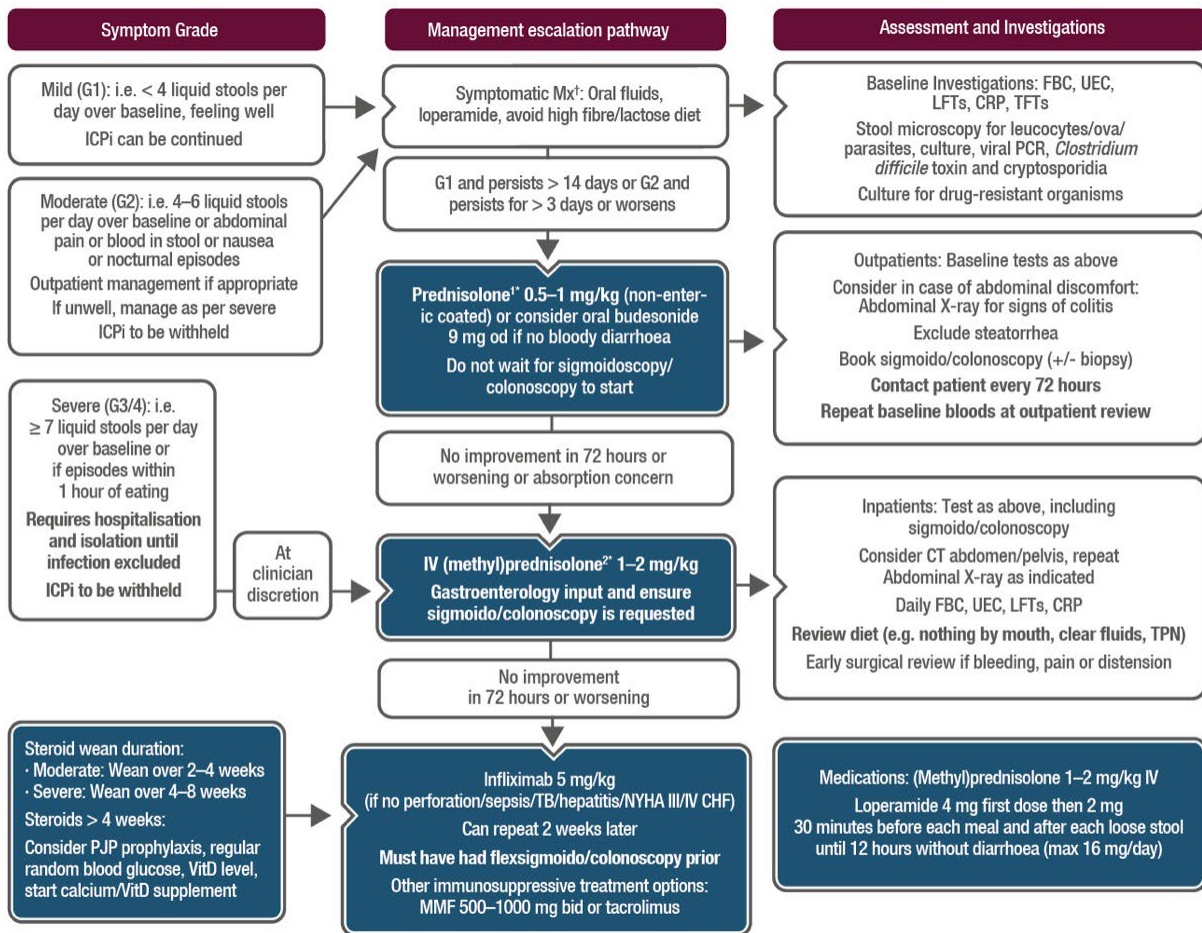 Symptom Grade
Management escalation pathway
Assessment and Investigations
Mild (G1): i.e. < 4 liquid stools per
day over baseline, feeling well
ICPi can be continued
Moderate (G2): i.e. 4–6 liquid stools
per day over baseline or abdominal
pain or blood in stool or nausea
or nocturnal episodes
Outpatient management if appropriate
If unwell, manage as per severe
ICPi to be withheld
Severe (G3/4): i.e.
≥ 7 liquid stools per day
over baseline or
if episodes within
1 hour of eating
Requires hospitalisation
and isolation until
infection excluded
ICPi to be withheld
At
clinician
discretion
Steroid wean duration:
· Moderate: Wean over 2–4 weeks
· Severe: Wean over 4–8 weeks
Steroids > 4 weeks:
Consider PJP prophylaxis, regular
random blood glucose, VitD level,
start calcium/VitD supplement
Symptomatic Mx†: Oral fluids,
loperamide, avoid high fibre/lactose diet
G1 and persists > 14 days or G2 and
persists for > 3 days or worsens
Prednisolone1* 0.5–1 mg/kg (non-enter-
ic coated) or consider oral budesonide
9 mg od if no bloody diarrhoea
Do not wait for sigmoidoscopy/
colonoscopy to start
No improvement in 72 hours or
worsening or absorption concern
IV (methyl)prednisolone2* 1–2 mg/kg
Gastroenterology input and ensure
sigmoido/colonoscopy is requested
No improvement
in 72 hours or worsening
Infliximab 5 mg/kg
(if no perforation/sepsis/TB/hepatitis/NYHA III/IV CHF)
Can repeat 2 weeks later
Must have had flexsigmoido/colonoscopy prior
Other immunosuppressive treatment options:
MMF 500–1000 mg bid or tacrolimus
Baseline Investigations: FBC, UEC,
LFTs, CRP, TFTs
Stool microscopy for leucocytes/ova/
parasites, culture, viral PCR, Clostridium
difficile toxin and cryptosporidia
Culture for drug-resistant organisms
Outpatients: Baseline tests as above
Consider in case of abdominal discomfort:
Abdominal X-ray for signs of colitis
Exclude steatorrhea
Book sigmoido/colonoscopy (+/- biopsy)
Contact patient every 72 hours
Repeat baseline bloods at outpatient review
Inpatients: Test as above, including
sigmoido/colonoscopy
Consider CT abdomen/pelvis, repeat
Abdominal X-ray as indicated
Daily FBC, UEC, LFTs, CRP
Review diet (e.g. nothing by mouth, clear fluids, TPN)
Early surgical review if bleeding, pain or distension
Medications: (Methyl)prednisolone 1–2 mg/kg IV
Loperamide 4 mg first dose then 2 mg
30 minutes before each meal and after each loose stool
until 12 hours without diarrhoea (max 16 mg/day)